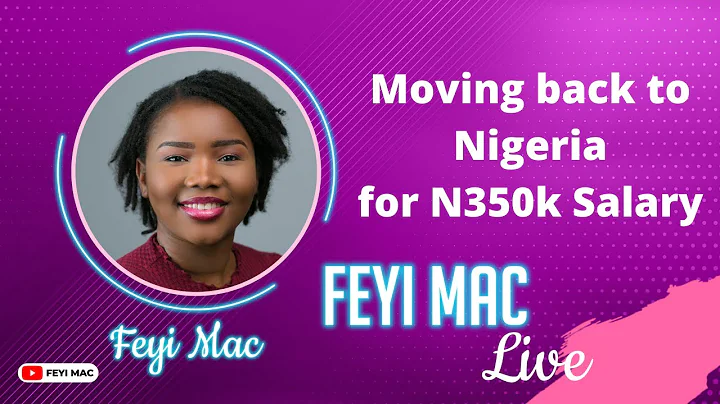 Moving back to
Nigeria
for N350k Salary
FEYI MAC
Live
Feyi Mac
FEYI MAC